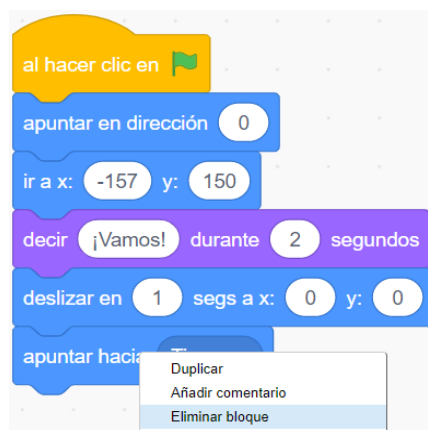 al hacer clic en
apuntar en dirección 0
ir a x: -157 y: 150
decir ¡Vamos! durante 2 segundos
deslizar en 1 segs a x: 0 y: 0
apuntar hacia
Duplicar
Añadir comentario
Eliminar bloque